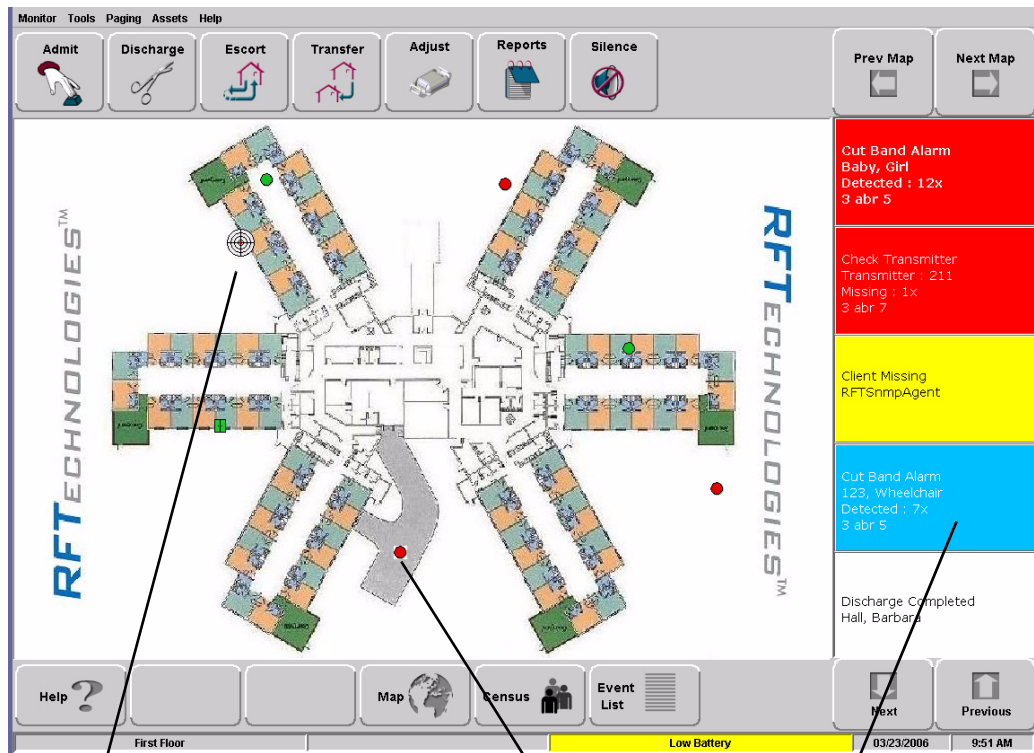 Monitor Tools Paging Assets Help
Admit
Discharge
Escort
Transfer
Adjust
Reports
Silence
Prev Map
Next Map
RFTECHNOLOGIES™
RFTECHNOLOGIES™
Cut Band Alarm
Baby, Girl
Detected : 12x
3 abr 5
Check Transmitter
Transmitter : 211
Missing : 1x
3 abr 7
Client Missing
RFTSnmpAgent
Cut Band Alarm
123, Wheelchair
Detected : 7x
3 abr 5
Discharge Completed
Hall, Barbara
Help
Map
Census
Event
List
Next
Previous
First Floor
Low Battery
03/23/2006
9:51 AM